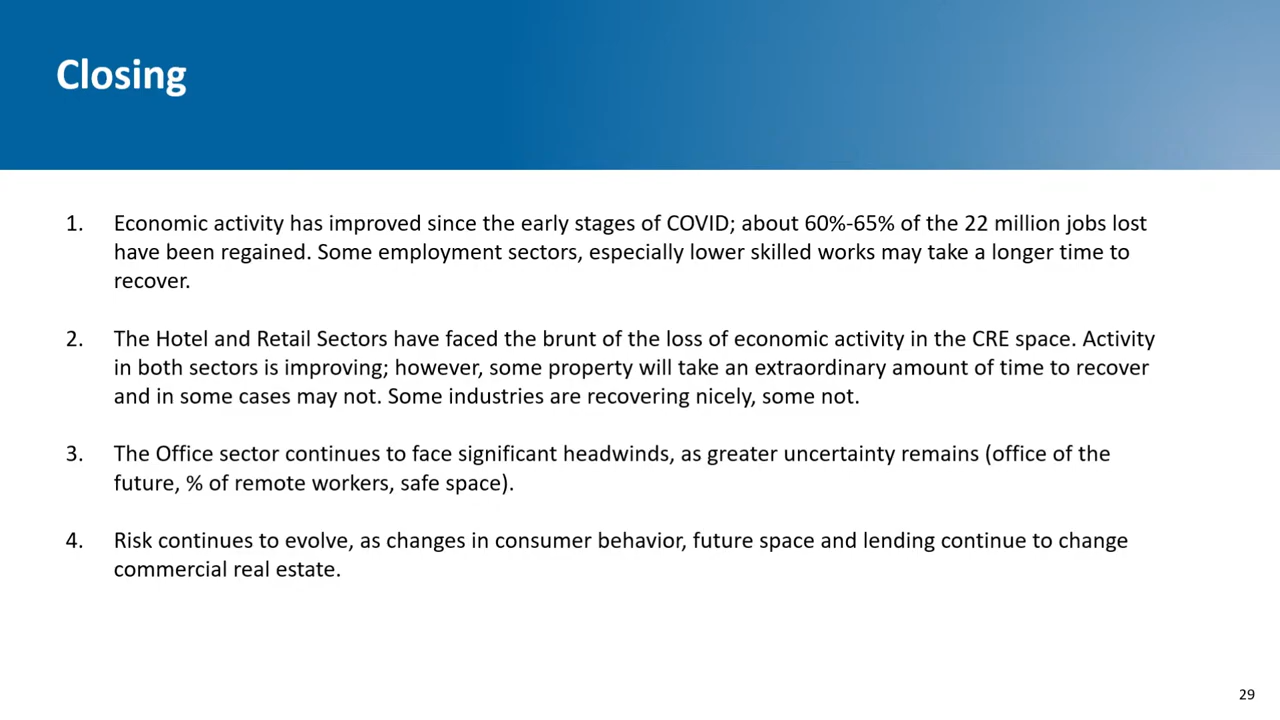 Closing
1. Economic activity has improved since the early stages of COVID; about 60%-65% of the 22 million jobs lost
have been regained. Some employment sectors, especially lower skilled works may take a longer time to
recover.
2. The Hotel and Retail Sectors have faced the brunt of the loss of economic activity in the CRE space. Activity
in both sectors is improving; however, some property will take an extraordinary amount of time to recover
and in some cases may not. Some industries are recovering nicely, some not.
3. The Office sector continues to face significant headwinds, as greater uncertainty remains (office of the
future, % of remote workers, safe space).
4. Risk continues to evolve, as changes in consumer behavior, future space and lending continue to change
commercial real estate.
29